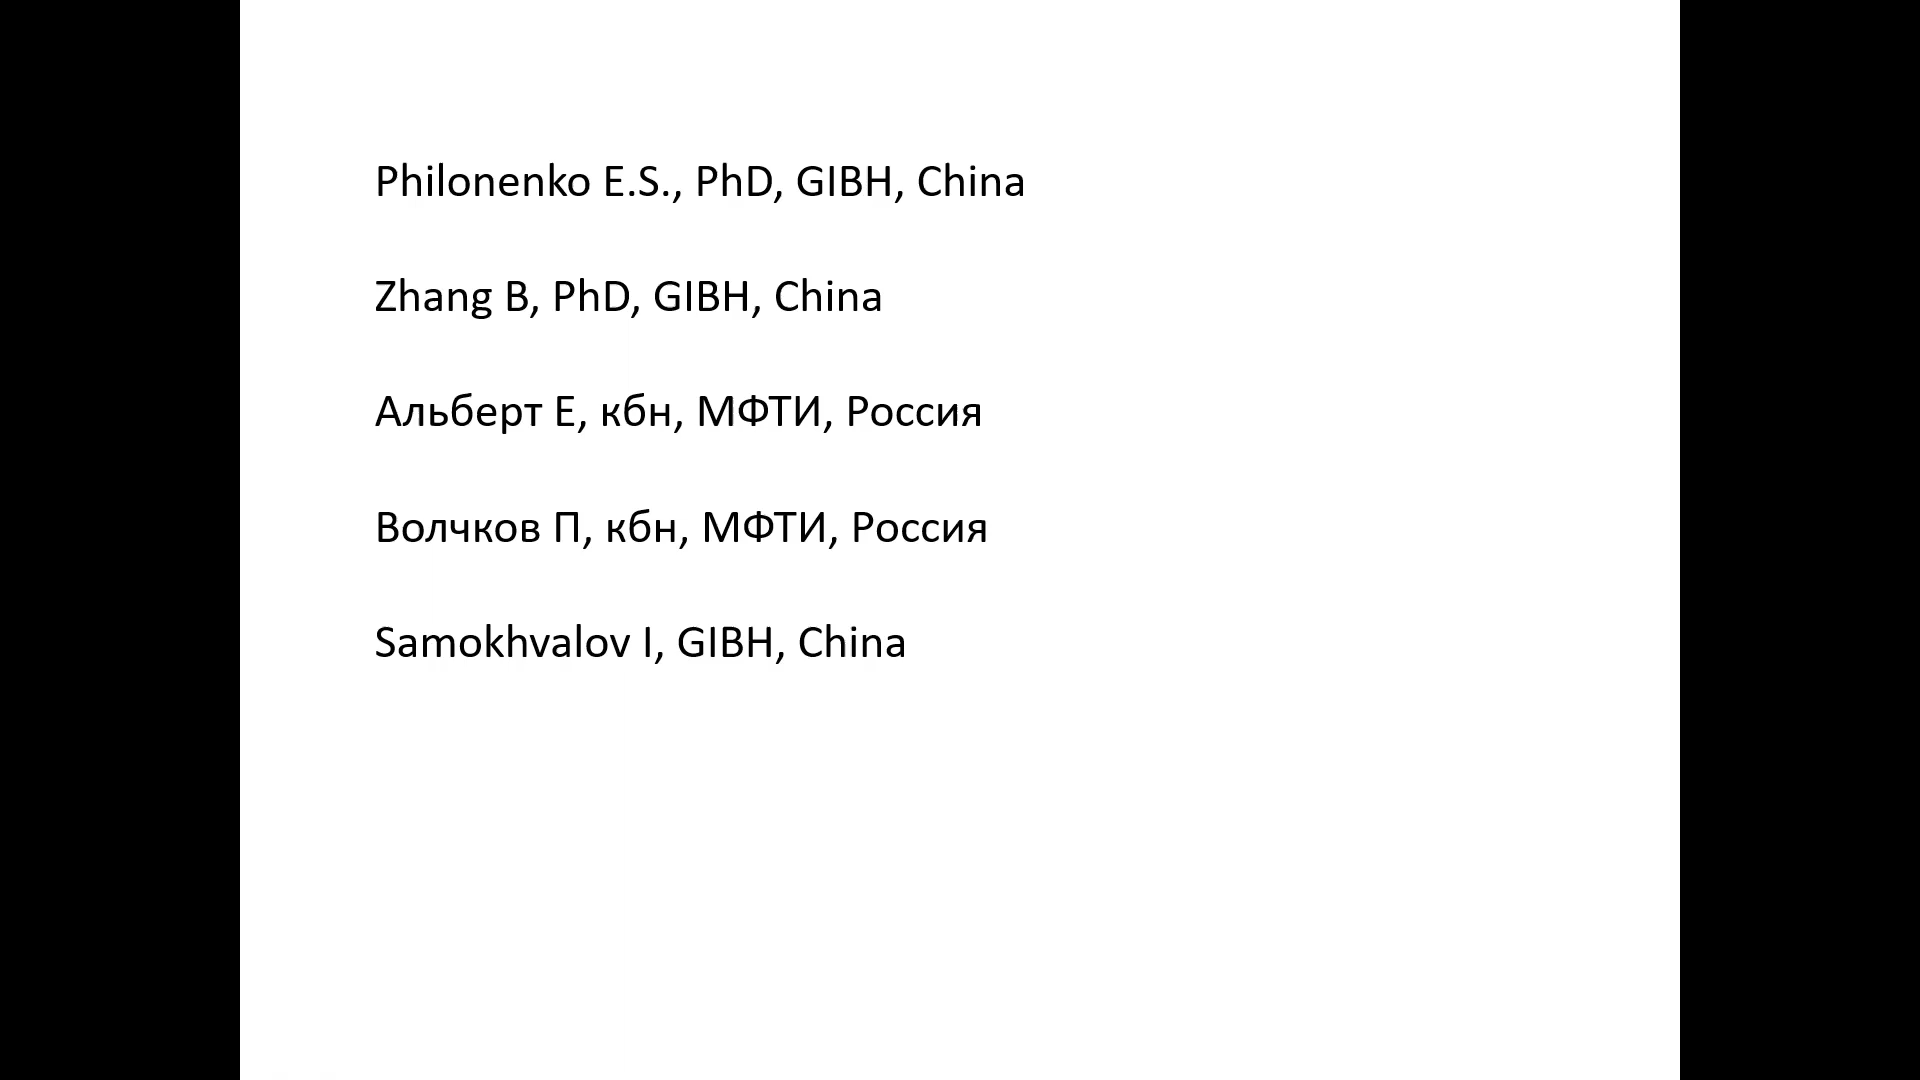 Philonenko E.S., PhD, GIBH, China
Zhang B, PhD, GIBH, China
Альберт Е, кбн, МФТИ, Россия
Волчков П, кбн, МФТИ, Россия
Samokhvalov I, GIBH, China